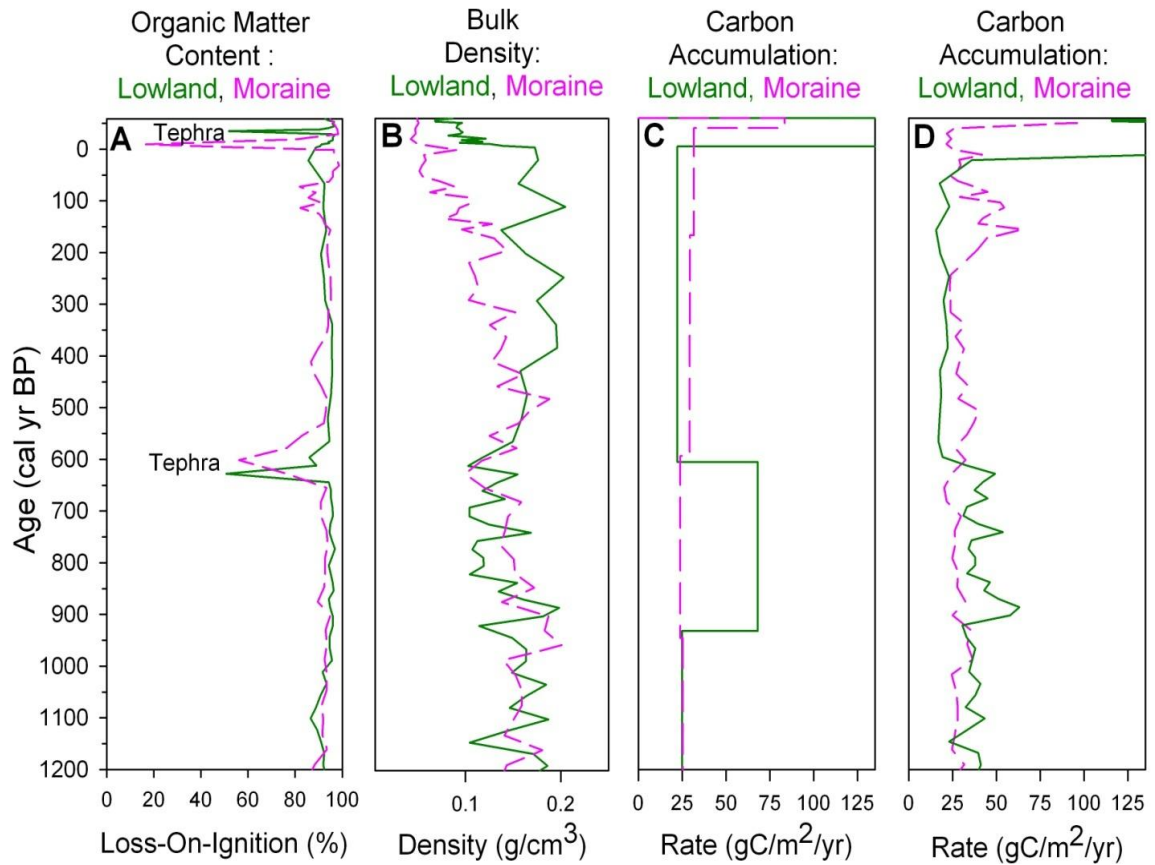 Organic Matter
Content :
Lowland, Moraine
Bulk
Density:
Lowland, Moraine
Carbon
Accumulation:
Lowland, Moraine
Carbon
Accumulation:
Lowland, Moraine
A
B
C
D
Tephra
Tephra
Age (cal yr BP)
0
100
200
300
400
500
600
700
800
900
1000
1100
1200
0 20 40 60 80 100
0.1 0.2
0 25 50 75 100 125
0 25 50 75 100 125
Loss-On-Ignition (%)
Density (g/cm³)
Rate (gC/m²/yr)
Rate (gC/m²/yr)